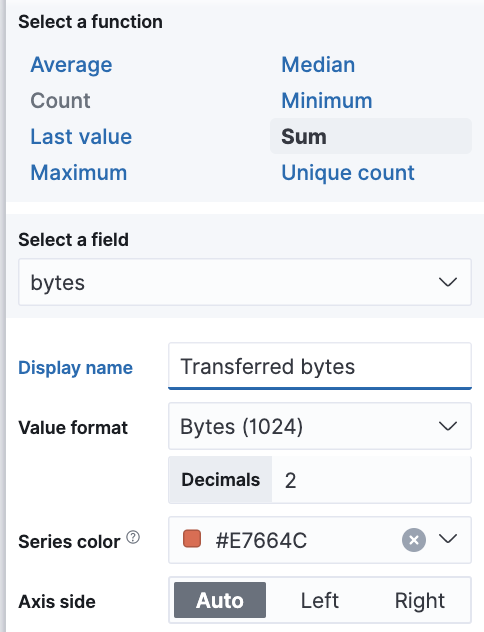 Select a function
Average Median
Count Minimum
Last value Sum
Maximum Unique count
Select a field
bytes
Display name Transferred bytes
Value format Bytes (1024)
Decimals 2
Series color ? #E7664C
Axis side Auto Left Right